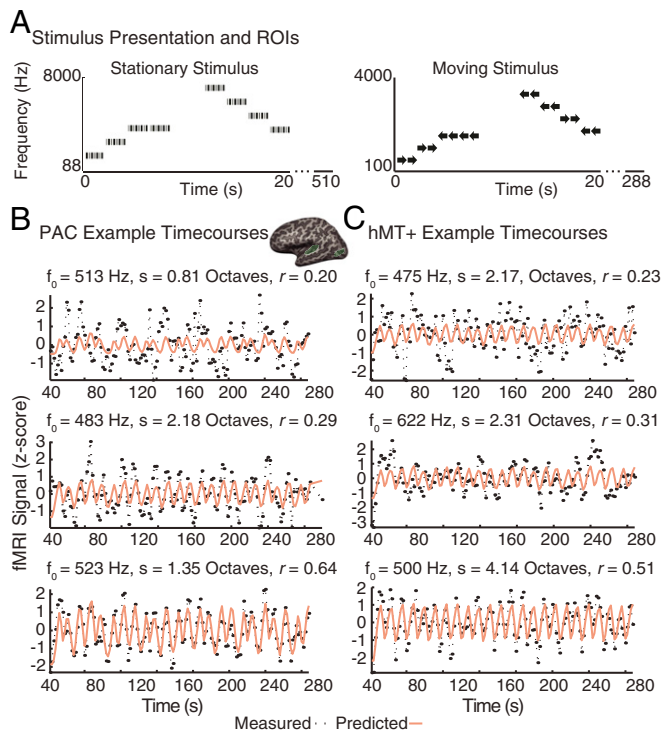 A
Stimulus Presentation and ROIs
Stationary Stimulus
Frequency (Hz)
8000
88
0
20
510
Time (s)
Moving Stimulus
4000
100
0
20
288
Time (s)
B
PAC Example Timecourses
C
hMT+ Example Timecourses
fMRI Signal (z-score)
f0 = 513 Hz, s = 0.81 Octaves, r = 0.20
2
1
0
-1
40 80 120 160 200 240 280
f0 = 483 Hz, s = 2.18 Octaves, r = 0.29
3
2
1
0
-1
40 80 120 160 200 240 280
f0 = 523 Hz, s = 1.35 Octaves, r = 0.64
2
1
0
-1
-2
40 80 120 160 200 240 280
Time (s)
f0 = 475 Hz, s = 2.17, Octaves, r = 0.23
2
1
0
-1
-2
40 80 120 160 200 240 280
f0 = 622 Hz, s = 2.31 Octaves, r = 0.31
2
1
0
-1
-2
-3
40 80 120 160 200 240 280
f0 = 500 Hz, s = 4.14 Octaves, r = 0.51
2
1
0
-1
-2
40 80 120 160 200 240 280
Time (s)
Measured Predicted